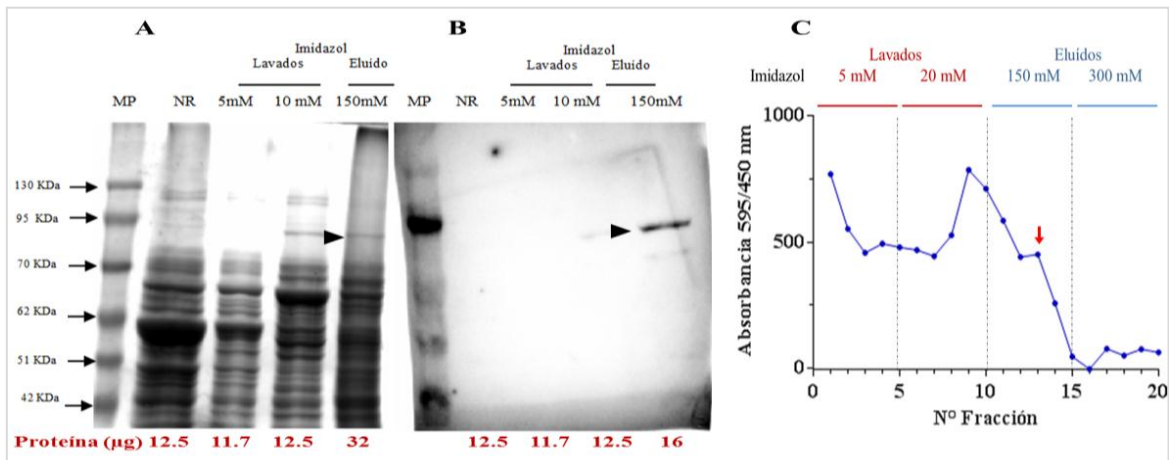 A
Imidazol
Lavados Eluido
MP NR 5mM 10 mM 150mM
130 KDa
95 KDa
70 KDa
62 KDa
51 KDa
42 KDa
Proteína (µg) 12.5 11.7 12.5 32
B
Imidazol
Lavados Eluido
MP NR 5mM 10 mM 150mM
12.5 11.7 12.5 16
C
Lavados Eluídos
Imidazol 5 mM 20 mM 150 mM 300 mM
Absorbancia 595/450 nm
1000
500
0
0 5 10 15 20
N° Fracción